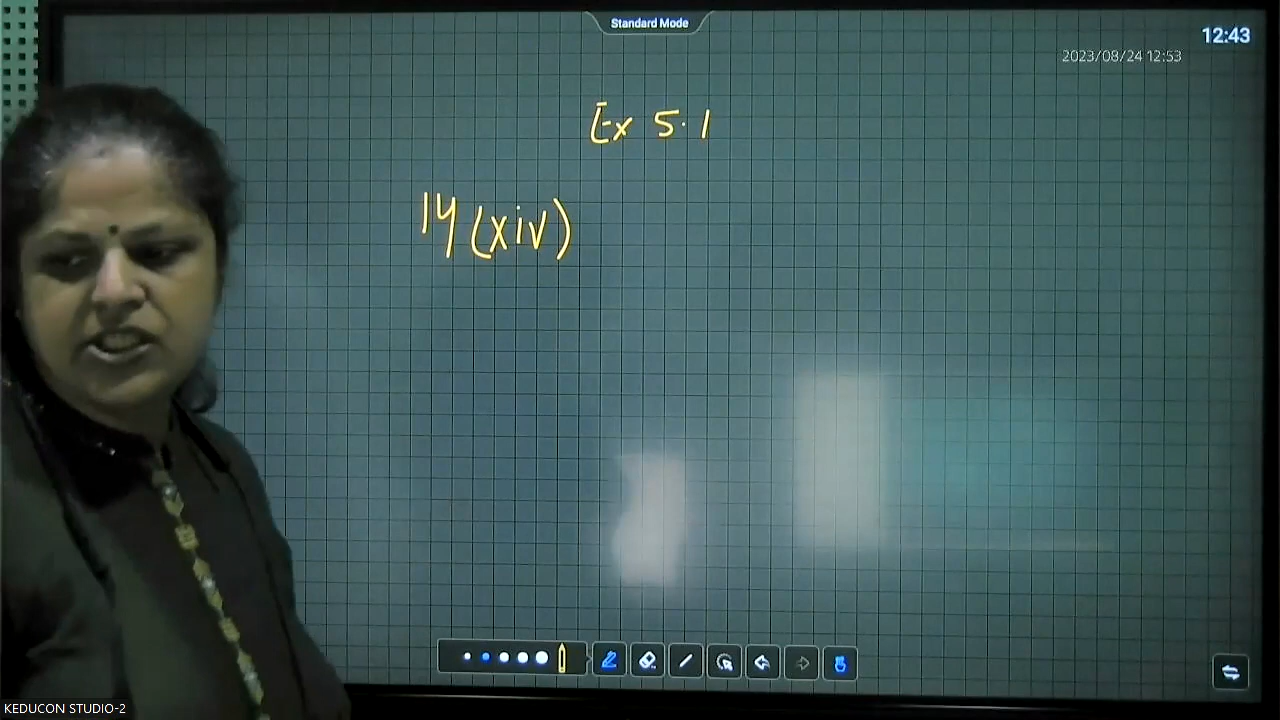 Standard Mode
12:43
2023/08/24 12:53
Ex 5.1
14 (xiv)
KEDUCON STUDIO-2